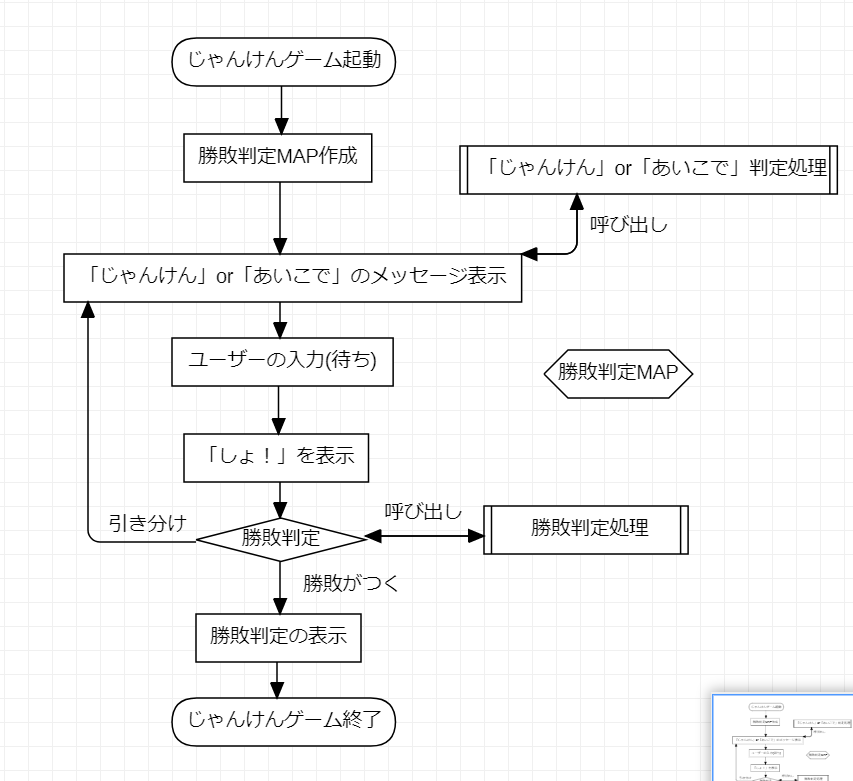 じゃんけんゲーム起動
勝敗判定MAP作成
「じゃんけん」or「あいこで」判定処理
呼び出し
「じゃんけん」or「あいこで」のメッセージ表示
ユーザーの入力(待ち)
勝敗判定MAP
「しょ！」を表示
引き分け
勝敗判定
呼び出し
勝敗判定処理
勝敗がつく
勝敗判定の表示
じゃんけんゲーム終了